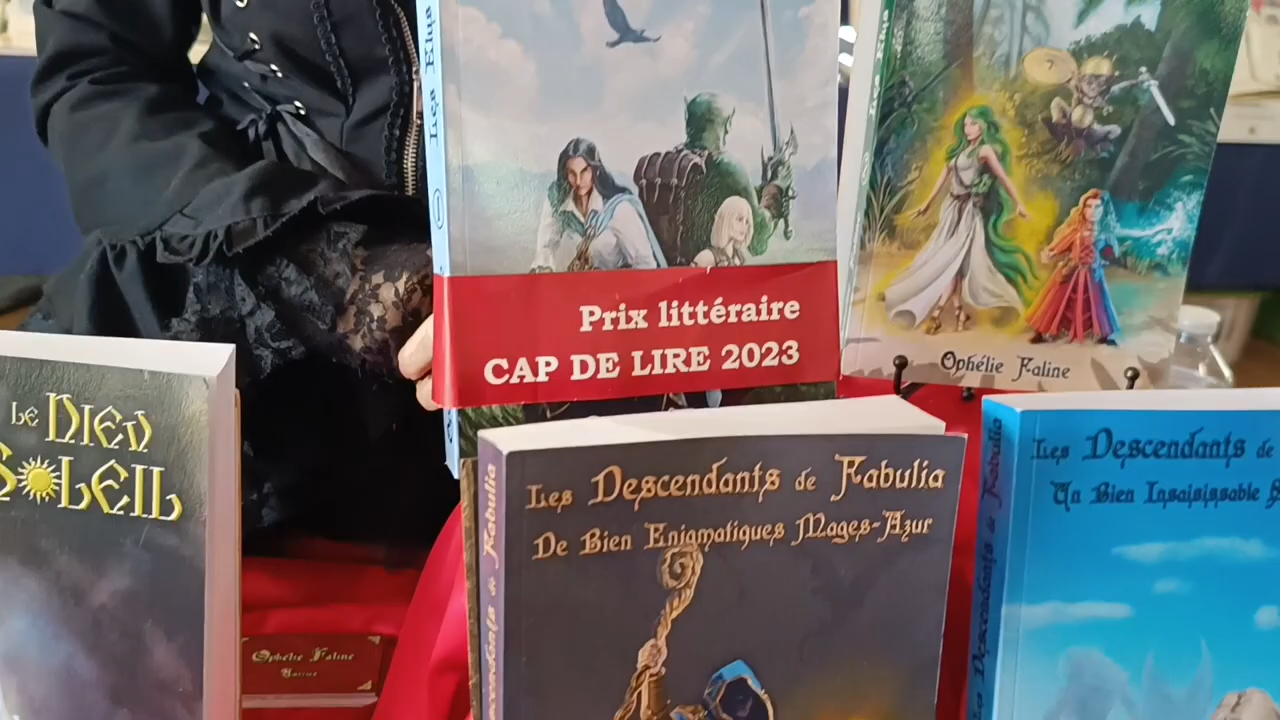 Les Elus
Prix littéraire
CAP DE LIRE 2023
Ophélie Faline
LE DIEU
SOLEIL
Les Descendants de Fabulia
De Bien Enigmatiques Mages-Azur
Les Descendants de
Un Bien Insaisissable
Descendants de Fabulia
Les Descendants de Fabulia
Ophélie Faline